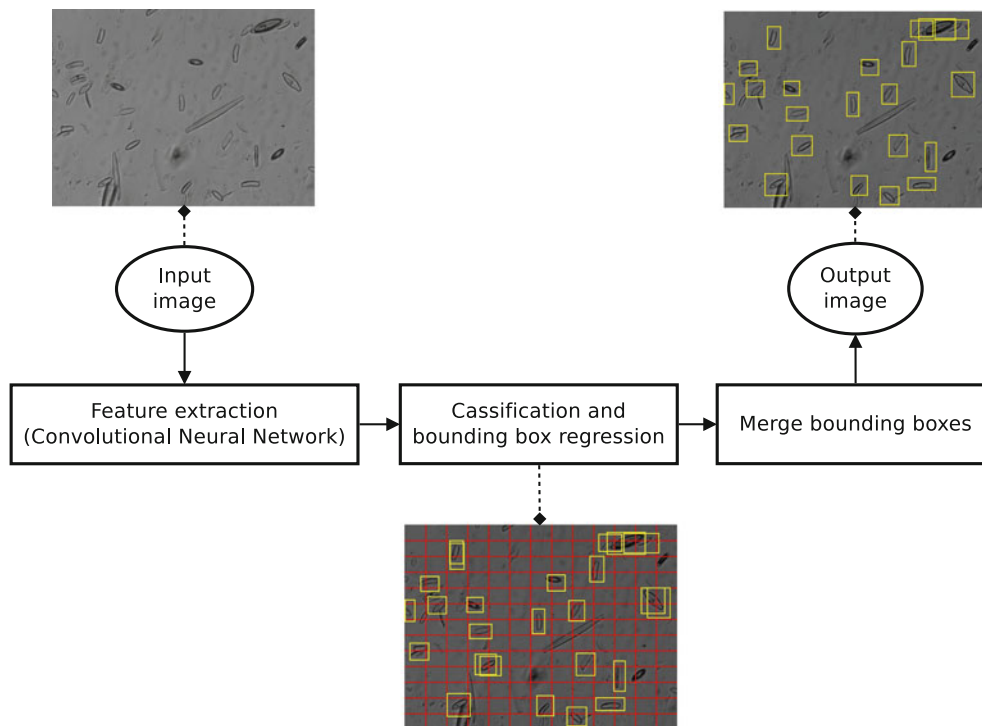 Input
image
Output
image
Feature extraction
(Convolutional Neural Network)
Cassification and
bounding box regression
Merge bounding boxes